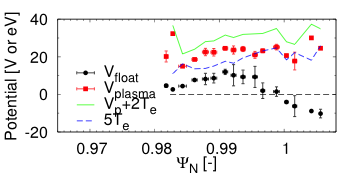 Potential [V or eV]
40
20
0
-20
V_float
V_plasma
V_p+2T_e
5T_e
0.97 0.98 0.99 1
Ψ_N [-]